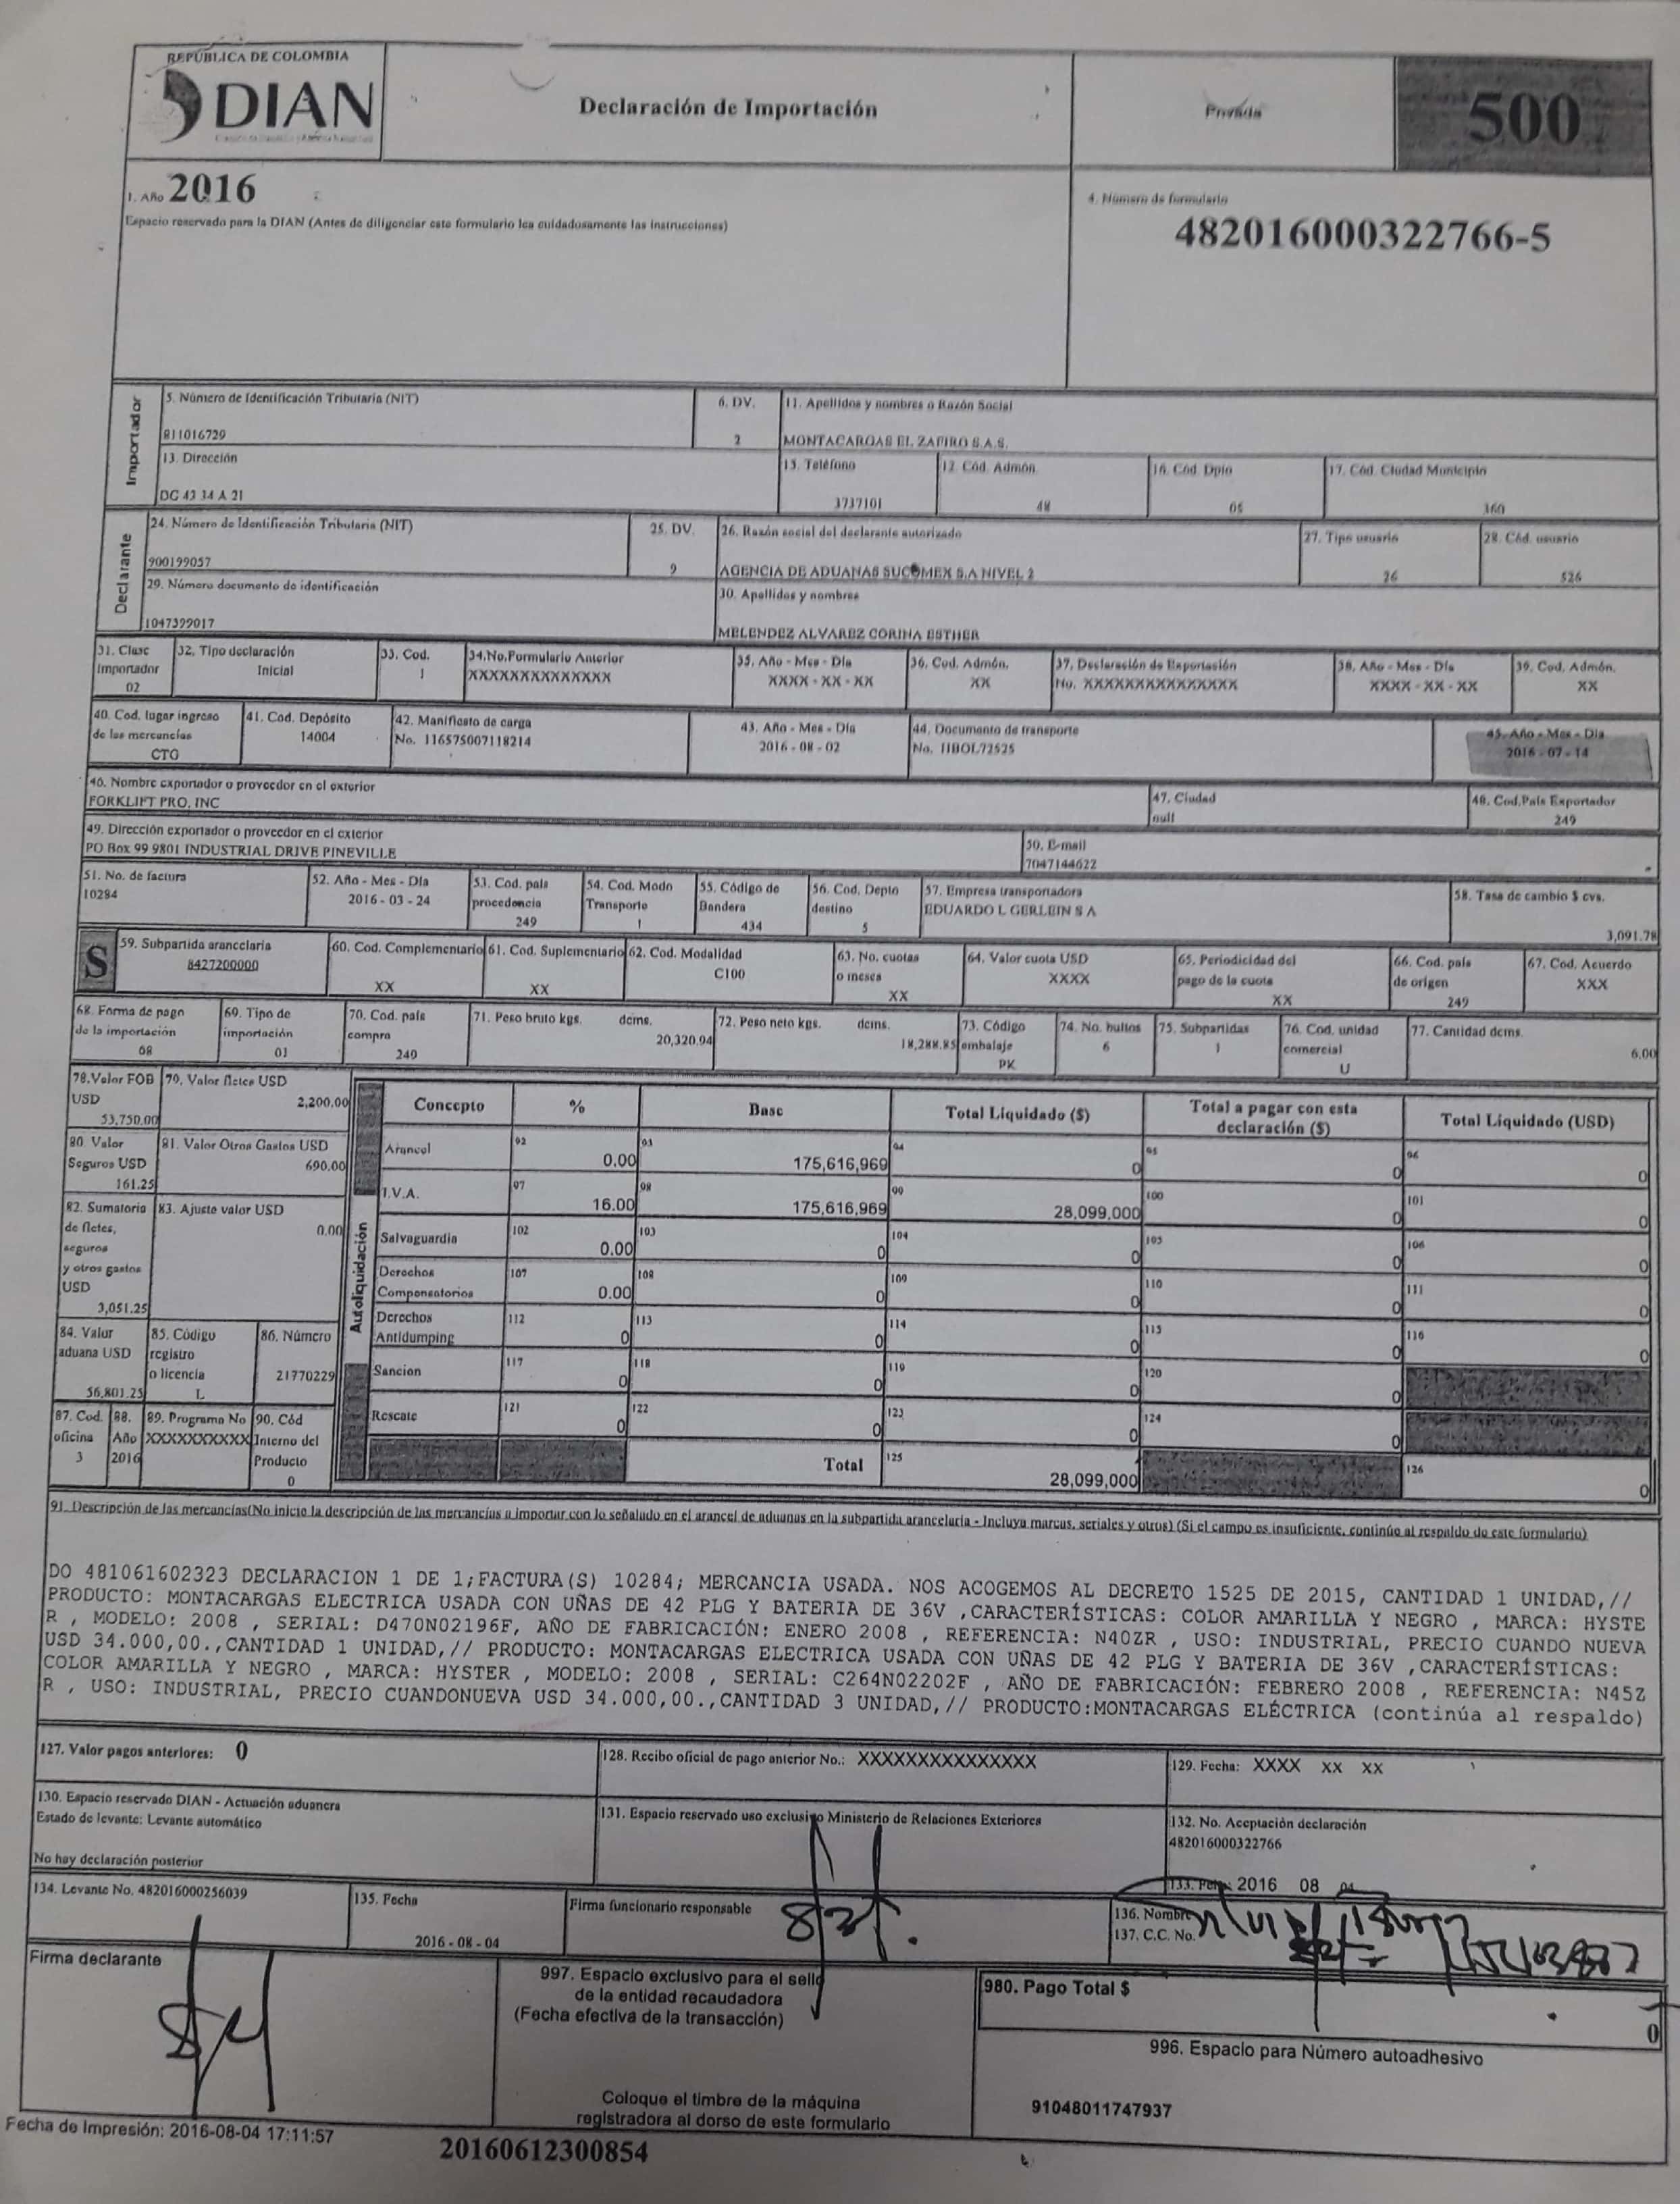 REPÚBLICA DE COLOMBIA
DIAN
Declaración de Importación
Privada
500
1. Año 2016
Espacio reservado para la DIAN (Antes de diligenciar este formulario lea cuidadosamente las instrucciones)
4. Número de formulario
482016000322766-5
Importador
5. Número de Identificación Tributaria (NIT)
811016729
6. DV.
2
11. Apellidos y nombres o Razón Social
MONTACARGAS EL ZAFIRO S.A.S.
13. Dirección
DG 43 34 A 21
15. Teléfono
3737101
12. Cód. Admón.
48
16. Cód. Dpto
05
17. Cód. Ciudad Municipio
360
Declarante
24. Número de Identificación Tributaria (NIT)
900199057
25. DV.
9
26. Razón social del declarante autorizado
AGENCIA DE ADUANAS SUCOMEX S.A NIVEL 2
27. Tipo usuario
26
28. Cód. usuario
526
29. Número documento de identificación
1047399017
30. Apellidos y nombres
MELENDEZ ALVAREZ CORINA ESTHER
31. Clase Importador
02
32. Tipo declaración
Inicial
33. Cod.
1
34.No.Formulario Anterior
XXXXXXXXXXXXX
35. Año - Mes - Día
XXXX - XX - XX
36. Cod. Admón.
XX
37. Declaración de Exportación
No. XXXXXXXXXXXXXX
38. Año - Mes - Día
XXXX - XX - XX
39. Cod. Admón.
XX
40. Cod. lugar ingreso de las mercancías
CTG
41. Cod. Depósito
14004
42. Manifiesto de carga
No. 116575007118214
43. Año - Mes - Día
2016 - 08 - 02
44. Documento de transporte
No. HBOL72525
45. Año - Mes - Día
2016 - 07 - 14
46. Nombre exportador o proveedor en el exterior
FORKLIFT PRO, INC
47. Ciudad
null
48. Cod.País Exportador
249
49. Dirección exportador o proveedor en el exterior
PO Box 99 9801 INDUSTRIAL DRIVE PINEVILLE
50. E-mail
7047144622
51. No. de factura
10284
52. Año - Mes - Día
2016 - 03 - 24
53. Cod. país procedencia
249
54. Cod. Modo Transporte
1
55. Código de Bandera
434
56. Cod. Depto destino
5
57. Empresa transportadora
EDUARDO L GERLEIN S A
58. Tasa de cambio $ cvs.
3,091.78
S
59. Subpartida arancelaria
8427200000
60. Cod. Complementario
XX
61. Cod. Suplementario
XX
62. Cod. Modalidad
C100
63. No. cuotas o meses
XX
64. Valor cuota USD
XXXX
65. Periodicidad del pago de la cuota
XX
66. Cod. país de origen
249
67. Cod. Acuerdo
XXX
68. Forma de pago de la importación
08
69. Tipo de importación
01
70. Cod. país compra
249
71. Peso bruto kgs. dcms.
20,320.94
72. Peso neto kgs. dcms.
18,288.85
73. Código embalaje
PK
74. No. bultos
6
75. Subpartidas
1
76. Cod. unidad comercial
U
77. Cantidad dcms.
6.00
78.Valor FOB USD
53,750.00
79. Valor fletes USD
2,200.00
80. Valor Seguros USD
161.25
81. Valor Otros Gastos USD
690.00
82. Sumatoria de fletes, seguros y otros gastos USD
3,051.25
83. Ajuste valor USD
0.00
84. Valor aduana USD
56,801.25
85. Código registro o licencia
L
86. Número
21770229
87. Cod. oficina
3
88. Año
2016
89. Programa No
XXXXXXXXXX
90. Cód Interno del Producto
0
Autoliquidación
Concepto % Base Total Liquidado ($) Total a pagar con esta declaración ($) Total Liquidado (USD)
Arancel 92 0.00 93 175,616,969 94 0 95 0 96 0
I.V.A. 97 16.00 98 175,616,969 99 28,099,000 100 0 101 0
Salvaguardia 102 0.00 103 0 104 0 105 0 106 0
Derechos Compensatorios 107 0.00 108 0 109 0 110 0 111 0
Derechos Antidumping 112 0 113 0 114 0 115 0 116 0
Sancion 117 0 118 0 119 0 120 0
Rescate 121 0 122 0 123 0 124 0
Total 125 28,099,000 126 0
91. Descripción de las mercancías(No inicie la descripción de las mercancías a importar con lo señalado en el arancel de aduanas en la subpartida arancelaria - Incluya marcas, seriales y otros) (Si el campo es insuficiente, continúe al respaldo de este formulario)
DO 481061602323 DECLARACION 1 DE 1;FACTURA(S) 10284; MERCANCIA USADA. NOS ACOGEMOS AL DECRETO 1525 DE 2015, CANTIDAD 1 UNIDAD,//
PRODUCTO: MONTACARGAS ELECTRICA USADA CON UÑAS DE 42 PLG Y BATERIA DE 36V ,CARACTERÍSTICAS: COLOR AMARILLA Y NEGRO , MARCA: HYSTE
R , MODELO: 2008 , SERIAL: D470N02196F, AÑO DE FABRICACIÓN: ENERO 2008 , REFERENCIA: N40ZR , USO: INDUSTRIAL, PRECIO CUANDO NUEVA
USD 34.000,00.,CANTIDAD 1 UNIDAD,// PRODUCTO: MONTACARGAS ELECTRICA USADA CON UÑAS DE 42 PLG Y BATERIA DE 36V ,CARACTERÍSTICAS:
COLOR AMARILLA Y NEGRO , MARCA: HYSTER , MODELO: 2008 , SERIAL: C264N02202F , AÑO DE FABRICACIÓN: FEBRERO 2008 , REFERENCIA: N45Z
R , USO: INDUSTRIAL, PRECIO CUANDONUEVA USD 34.000,00.,CANTIDAD 3 UNIDAD,// PRODUCTO:MONTACARGAS ELÉCTRICA (continúa al respaldo)
127. Valor pagos anteriores: 0
128. Recibo oficial de pago anterior No.: XXXXXXXXXXXXXXX
129. Fecha: XXXX XX XX
130. Espacio reservado DIAN - Actuación aduanera
Estado de levante: Levante automático
No hay declaración posterior
131. Espacio reservado uso exclusivo Ministerio de Relaciones Exteriores
132. No. Aceptación declaración
482016000322766
133. Fecha 2016 08 04
134. Levante No. 482016000256039
135. Fecha
2016 - 08 - 04
Firma funcionario responsable
136. Nombre
137. C.C. No.
Firma declarante
997. Espacio exclusivo para el sello
de la entidad recaudadora
(Fecha efectiva de la transacción)
980. Pago Total $
0
996. Espacio para Número autoadhesivo
91048011747937
Coloque el timbre de la máquina
registradora al dorso de este formulario
Fecha de Impresión: 2016-08-04 17:11:57
20160612300854